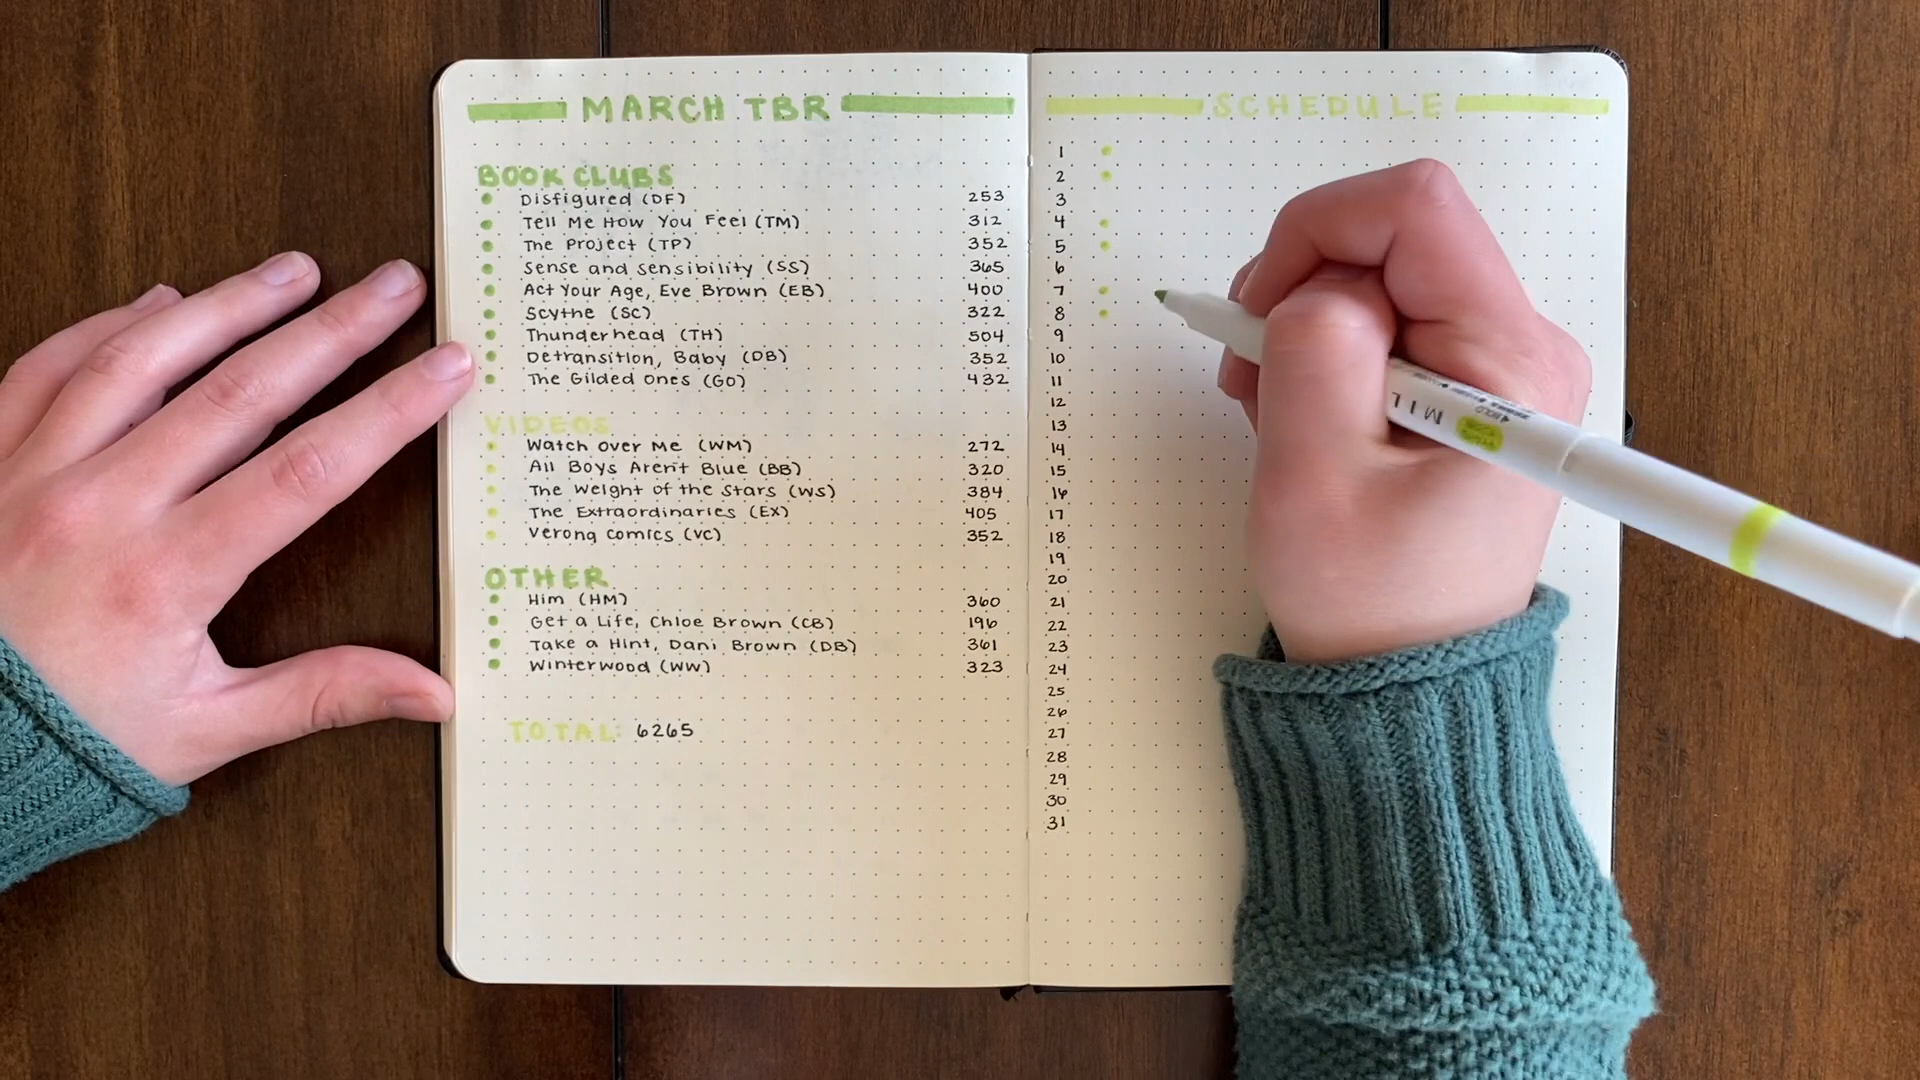 MARCH TBR
BOOK CLUBS
Disfigured (DF) 253
Tell Me How You Feel (TM) 312
The Project (TP) 352
Sense and Sensibility (SS) 365
Act Your Age, Eve Brown (EB) 400
Scythe (SC) 322
Thunderhead (TH) 504
Detransition, Baby (DB) 352
The Gilded Ones (GO) 432
VIDEOS
Watch Over Me (WM) 272
All Boys Aren't Blue (BB) 320
The Weight of the Stars (WS) 384
The Extraordinaries (EX) 405
Verona Comics (VC) 352
OTHER
Him (HM) 360
Get a Life, Chloe Brown (CB) 196
Take a Hint, Dani Brown (DB) 361
Winterwood (WW) 323
TOTAL: 6265
SCHEDULE
1
2
3
4
5
6
7
8
9
10
11
12
13
14
15
16
17
18
19
20
21
22
23
24
25
26
27
28
29
30
31
MIL